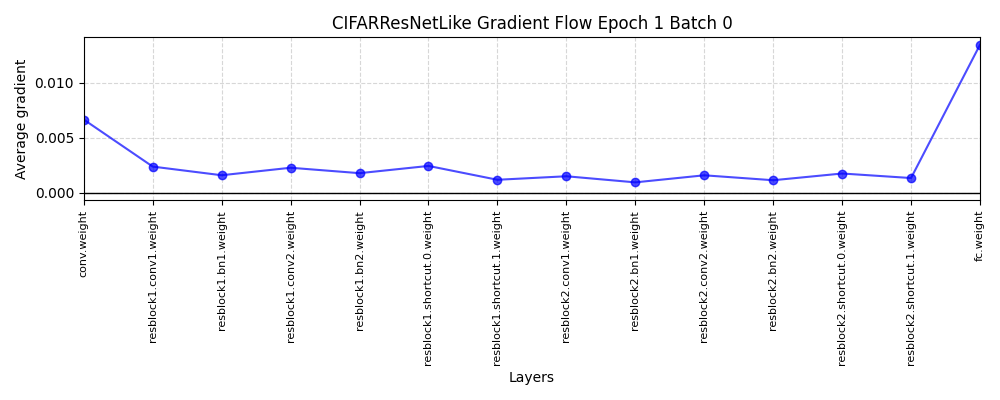 CIFARResNetLike Gradient Flow Epoch 1 Batch 0
Average gradient
0.010
0.005
0.000
conv.weight
resblock1.conv1.weight
resblock1.bn1.weight
resblock1.conv2.weight
resblock1.bn2.weight
resblock1.shortcut.0.weight
resblock1.shortcut.1.weight
resblock2.conv1.weight
resblock2.bn1.weight
resblock2.conv2.weight
resblock2.bn2.weight
resblock2.shortcut.0.weight
resblock2.shortcut.1.weight
fc.weight
Layers